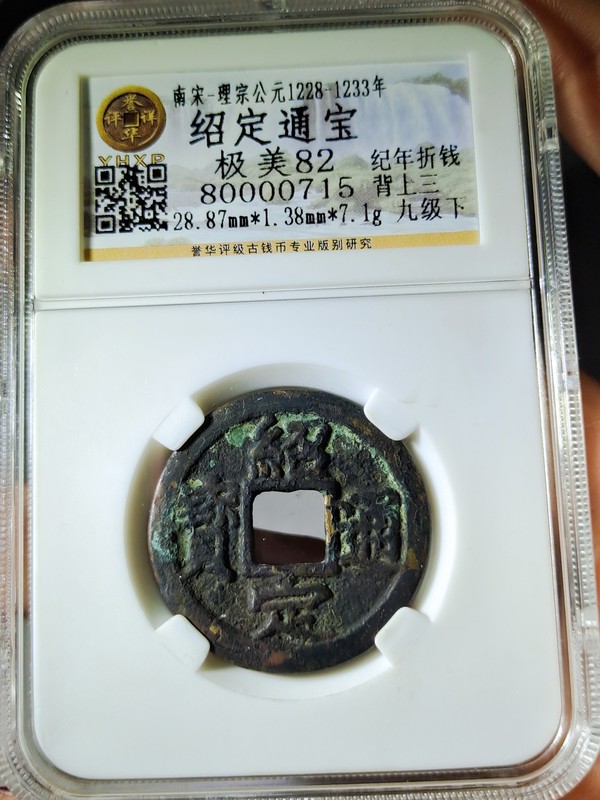 南宋-理宗公元1228-1233年
誉
评 详
华
绍定通宝
YHXP
极美82 纪年折钱
80000715 背上三
28.87mm*1.38mm*7.1g 九级下
誉华评级古钱币专业版别研究
紹
寳 通
定